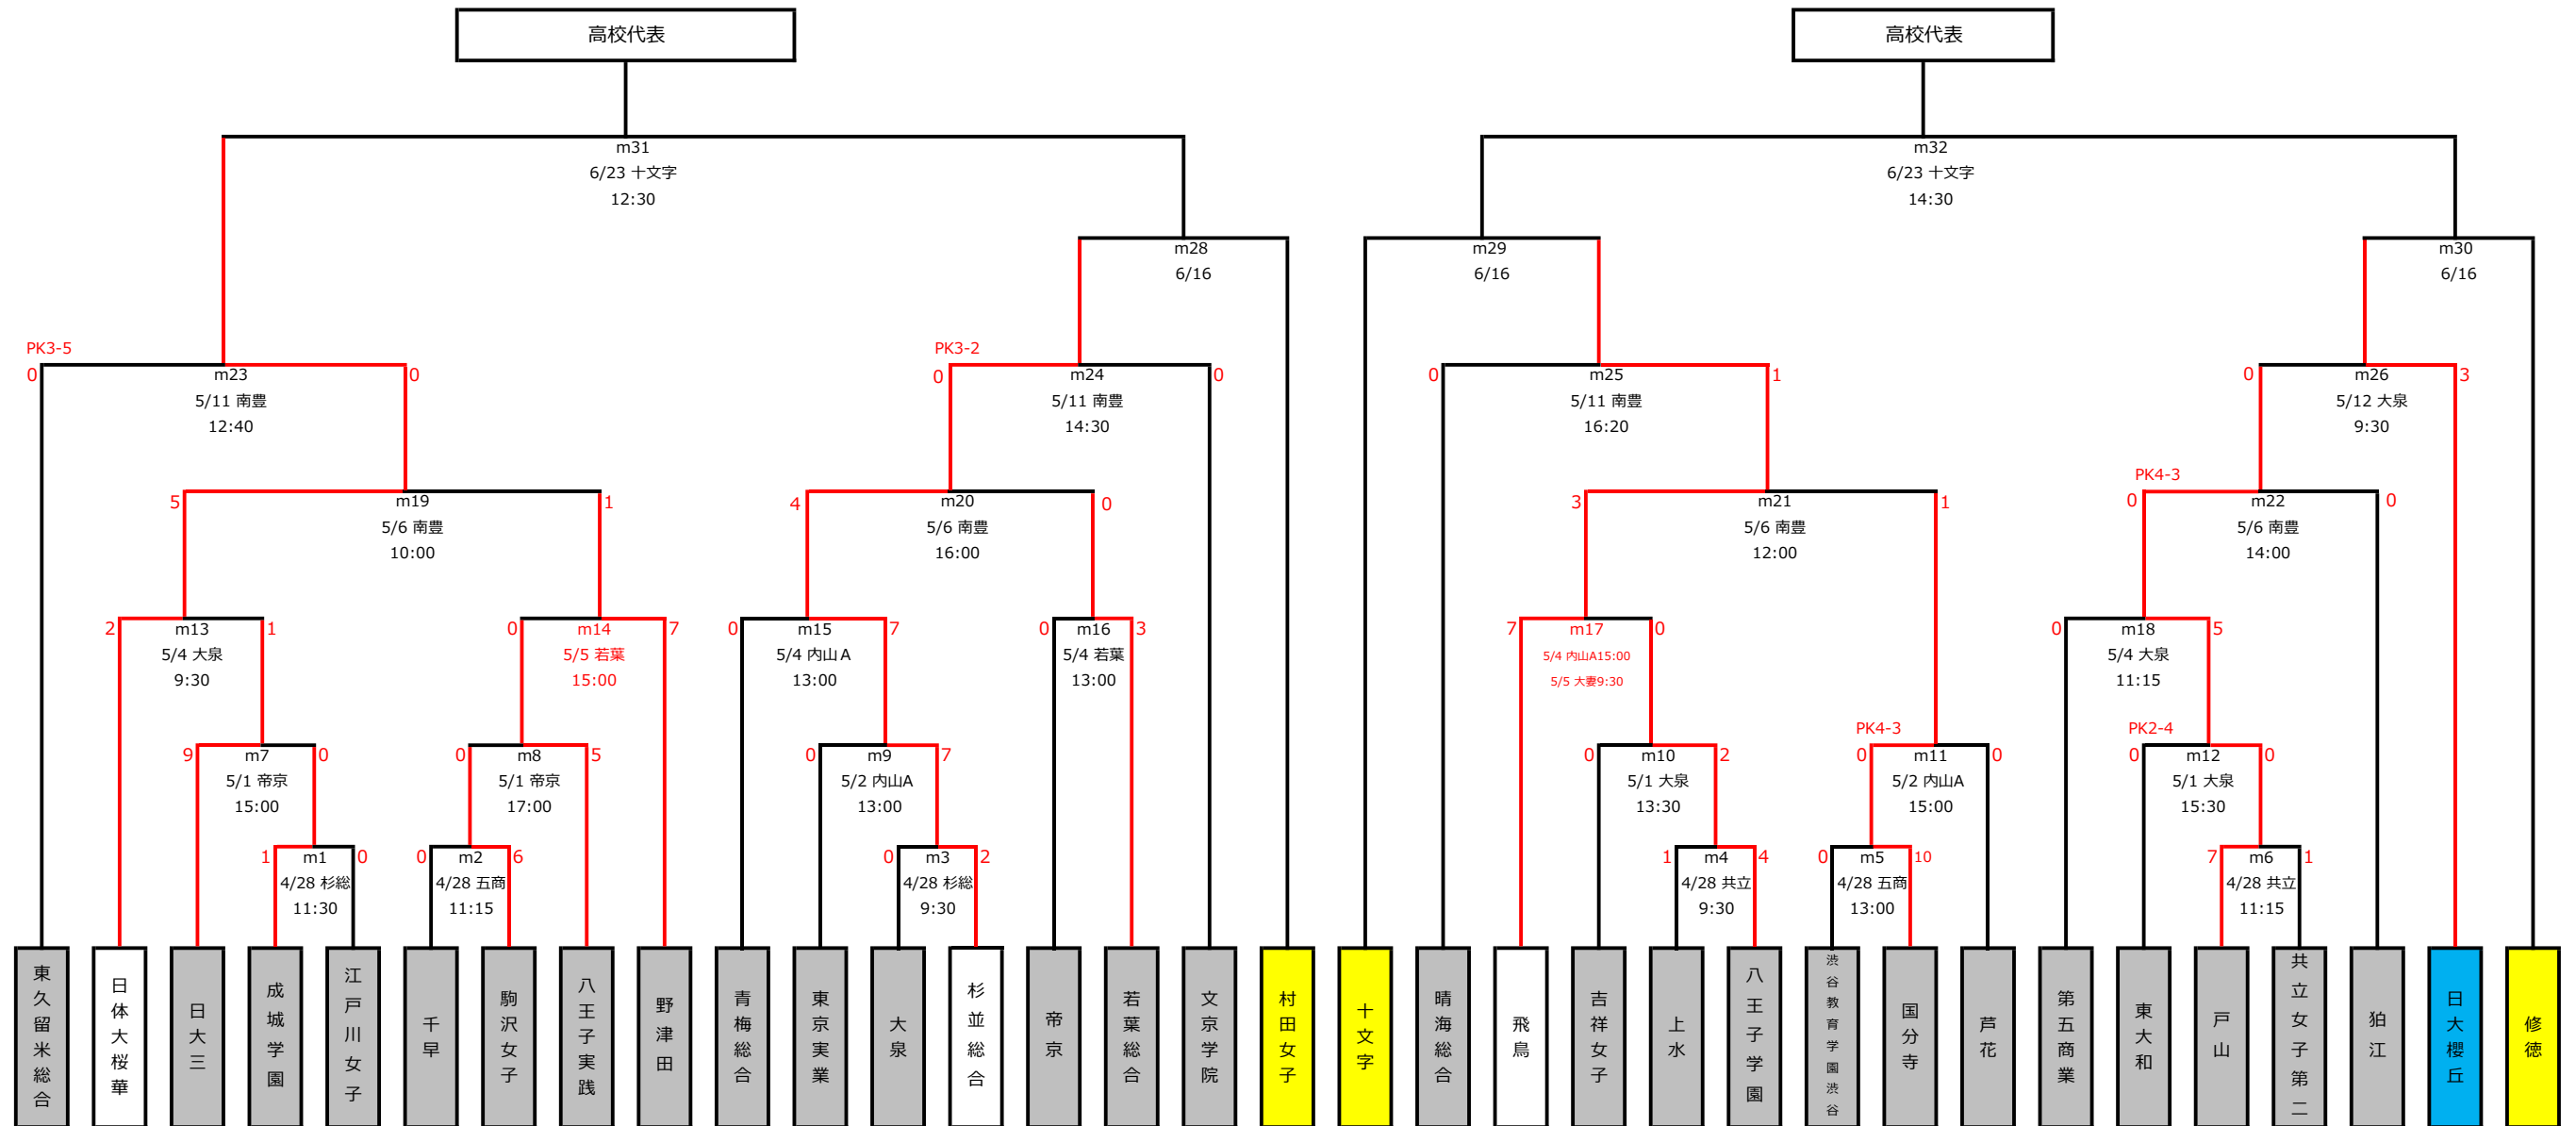 高校代表
高校代表
m31
6/23 十文字
12:30
m32
6/23 十文字
14:30
m28
6/16
m29
6/16
m30
6/16
PK3-5
0 m23 0
5/11 南豊
12:40
PK3-2
0 m24 0
5/11 南豊
14:30
0 m25 1
5/11 南豊
16:20
0 m26 3
5/12 大泉
9:30
5 m19 1
5/6 南豊
10:00
4 m20 0
5/6 南豊
16:00
3 m21 1
5/6 南豊
12:00
PK4-3
0 m22 0
5/6 南豊
14:00
2 m13 1
5/4 大泉
9:30
0 m14 7
5/5 若葉
15:00
0 m15 7
5/4 内山A
13:00
0 m16 3
5/4 若葉
13:00
7 m17 0
5/4 内山A15:00
5/5 大妻9:30
0 m18 5
5/4 大泉
11:15
9 m7 0
5/1 帝京
15:00
0 m8 5
5/1 帝京
17:00
0 m9 7
5/2 内山A
13:00
0 m10 2
5/1 大泉
13:30
PK4-3
0 m11 0
5/2 内山A
15:00
PK2-4
0 m12 0
5/1 大泉
15:30
1 m1 0
4/28 杉総
11:30
0 m2 6
4/28 五商
11:15
0 m3 2
4/28 杉総
9:30
1 m4 4
4/28 共立
9:30
0 m5 10
4/28 五商
13:00
7 m6 1
4/28 共立
11:15
東久留米総合
日体大桜華
日大三
成城学園
江戸川女子
千早
駒沢女子
八王子実践
野津田
青梅総合
東京実業
大泉
杉並総合
帝京
若葉総合
文京学院
村田女子
十文字
晴海総合
飛鳥
吉祥女子
上水
八王子学園
渋谷教育学園渋谷
国分寺
芦花
第五商業
東大和
戸山
共立女子第二
狛江
日大櫻丘
修徳